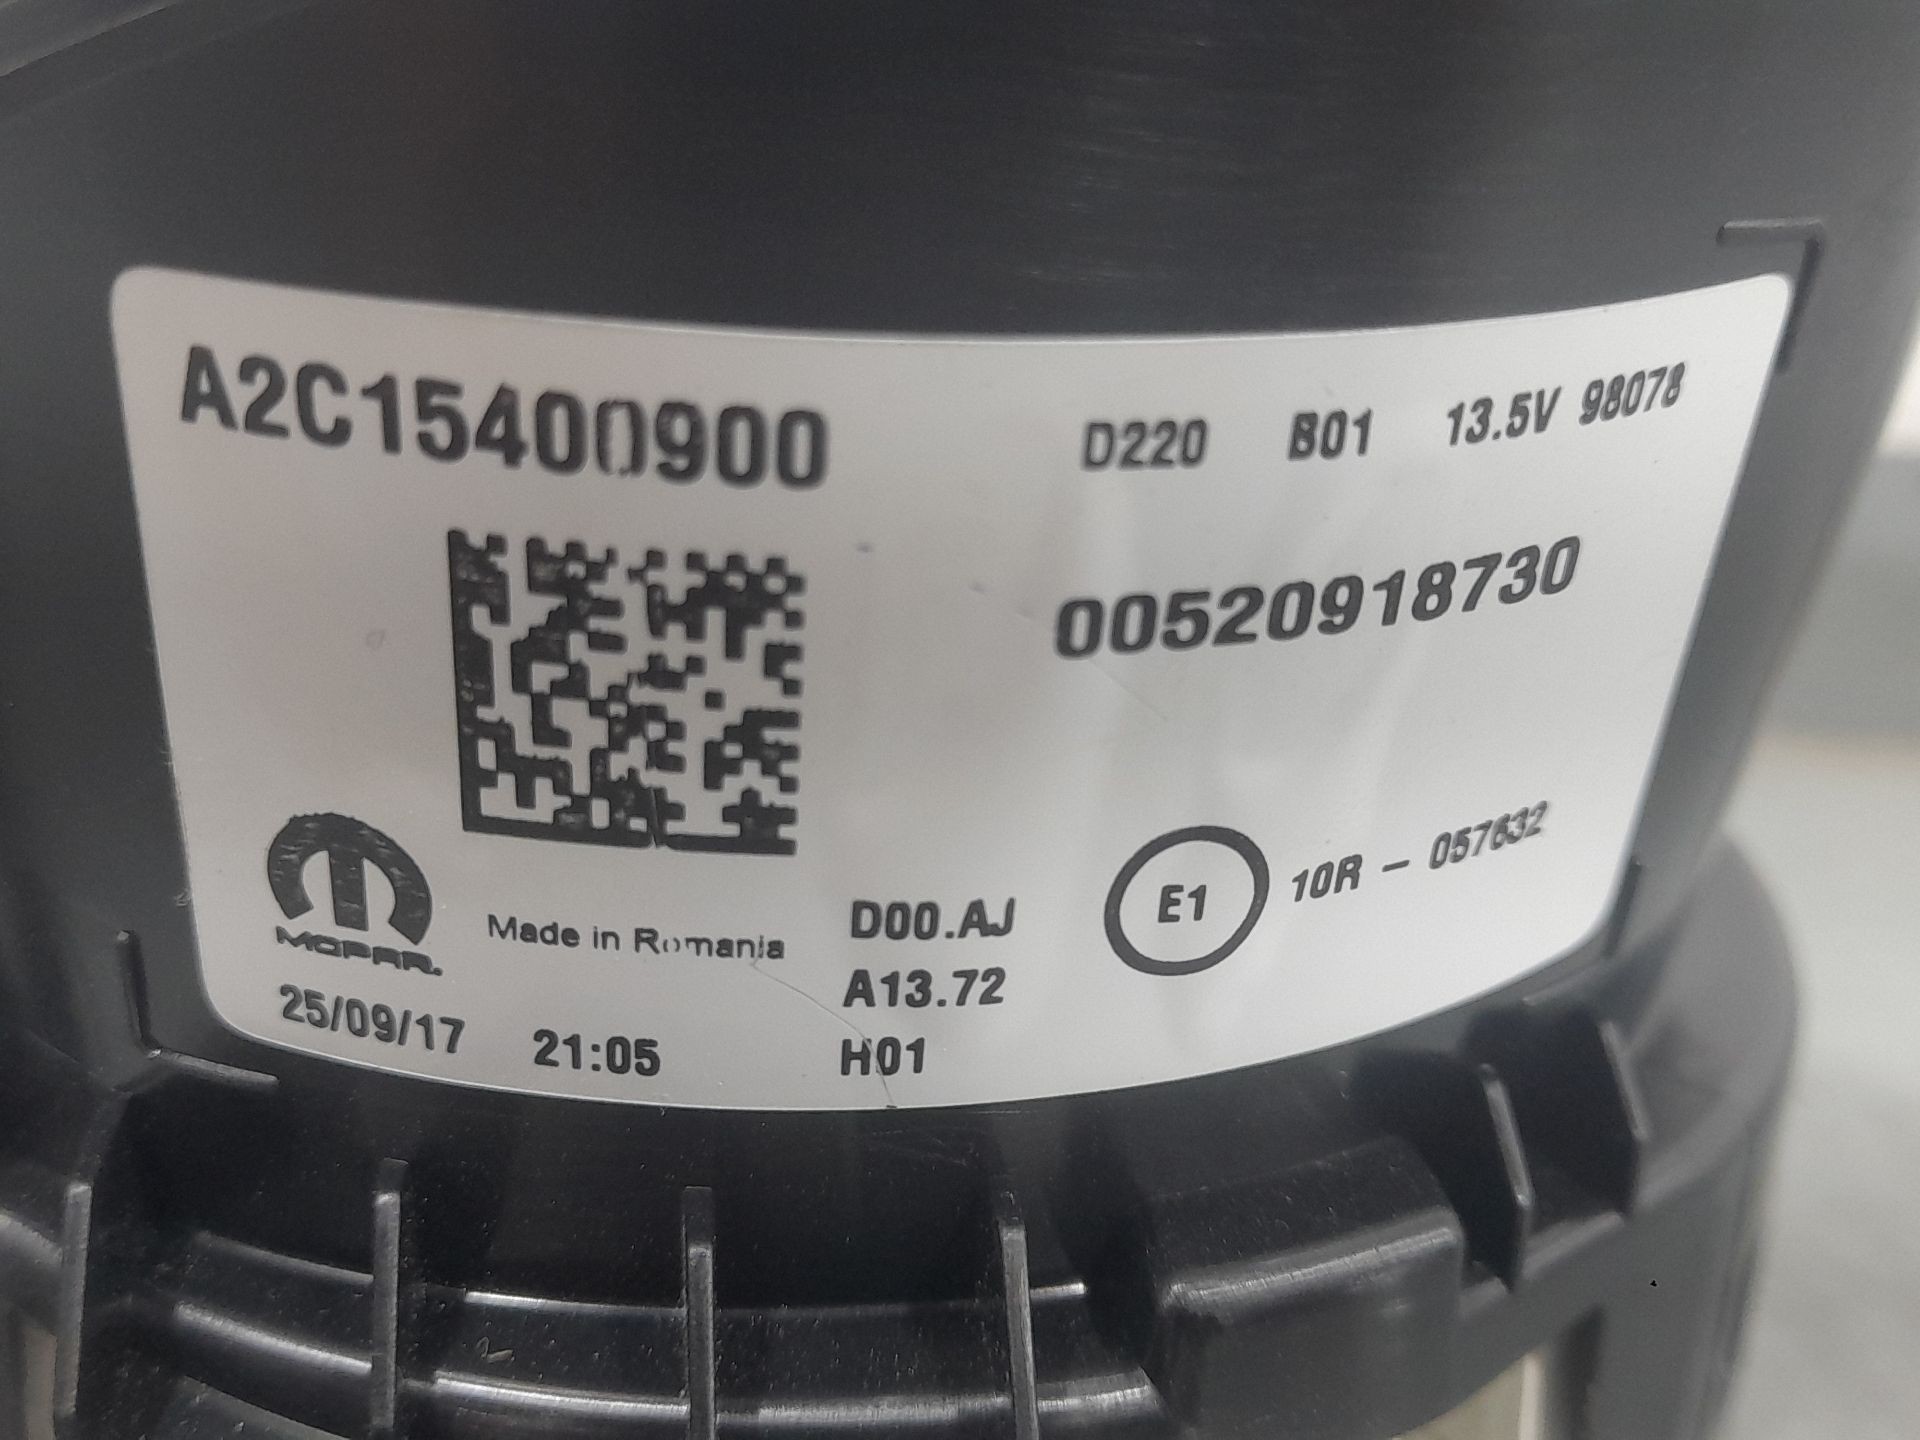 A2C15400900
D220 B01 13.5V 98078
00520918730
E1 10R - 057632
MOPAR.
Made in Romania
D00.AJ
A13.72
25/09/17 21:05 H01